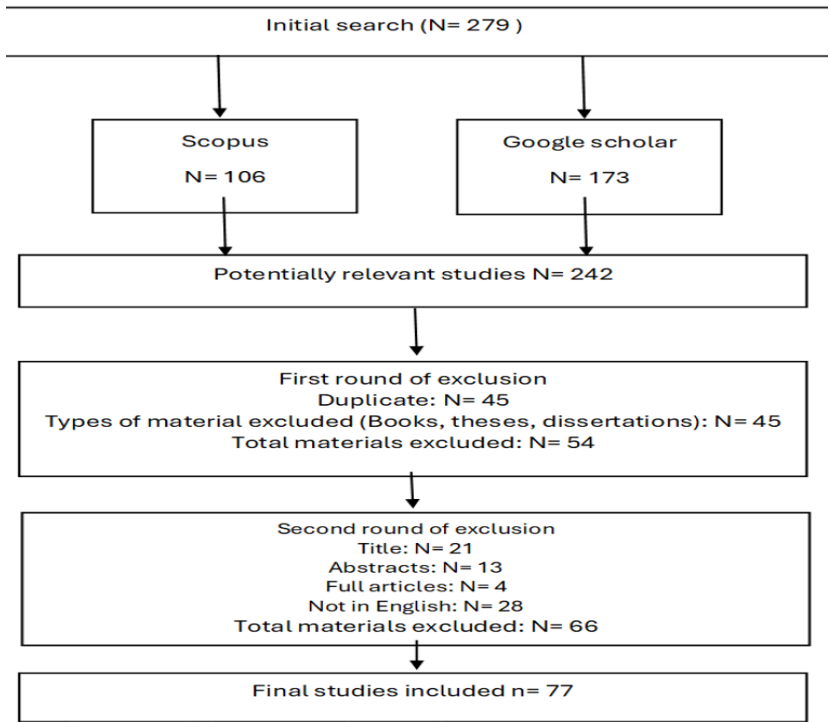 Initial search (N= 279 )
Scopus
N= 106
Google scholar
N= 173
Potentially relevant studies N= 242
First round of exclusion
Duplicate: N= 45
Types of material excluded (Books, theses, dissertations): N= 45
Total materials excluded: N= 54
Second round of exclusion
Title: N= 21
Abstracts: N= 13
Full articles: N= 4
Not in English: N= 28
Total materials excluded: N= 66
Final studies included n= 77